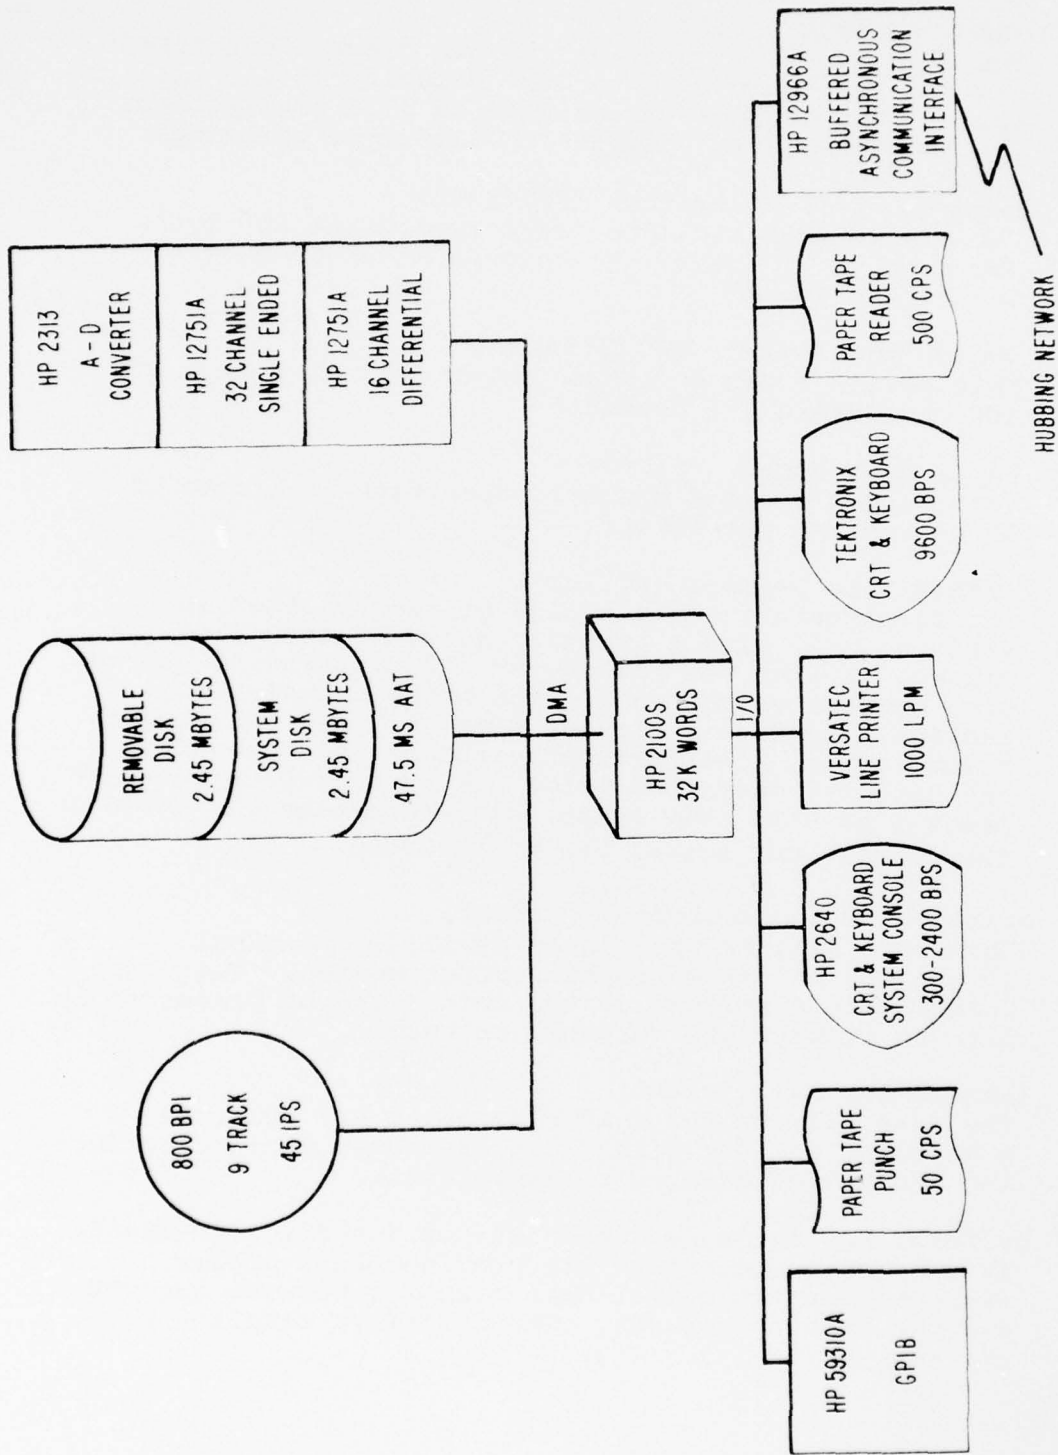 800 BPI
9 TRACK
45 IPS
REMOVABLE
DISK
2.45 MBYTES
SYSTEM
DISK
2.45 MBYTES
47.5 MS AAT
HP 2313
A-D
CONVERTER
HP 12751A
32 CHANNEL
SINGLE ENDED
HP 12751A
16 CHANNEL
DIFFERENTIAL
DMA
HP 2100S
32K WORDS
I/O
HP 59310A
GPIB
PAPER TAPE
PUNCH
50 CPS
HP 2640
CRT & KEYBOARD
SYSTEM CONSOLE
300-2400 BPS
VERSATEC
LINE PRINTER
1000 LPM
TEKTRONIX
CRT & KEYBOARD
9600 BPS
PAPER TAPE
READER
500 CPS
HP 12966A
BUFFERED
ASYNCHRONOUS
COMMUNICATION
INTERFACE
HUBBING NETWORK